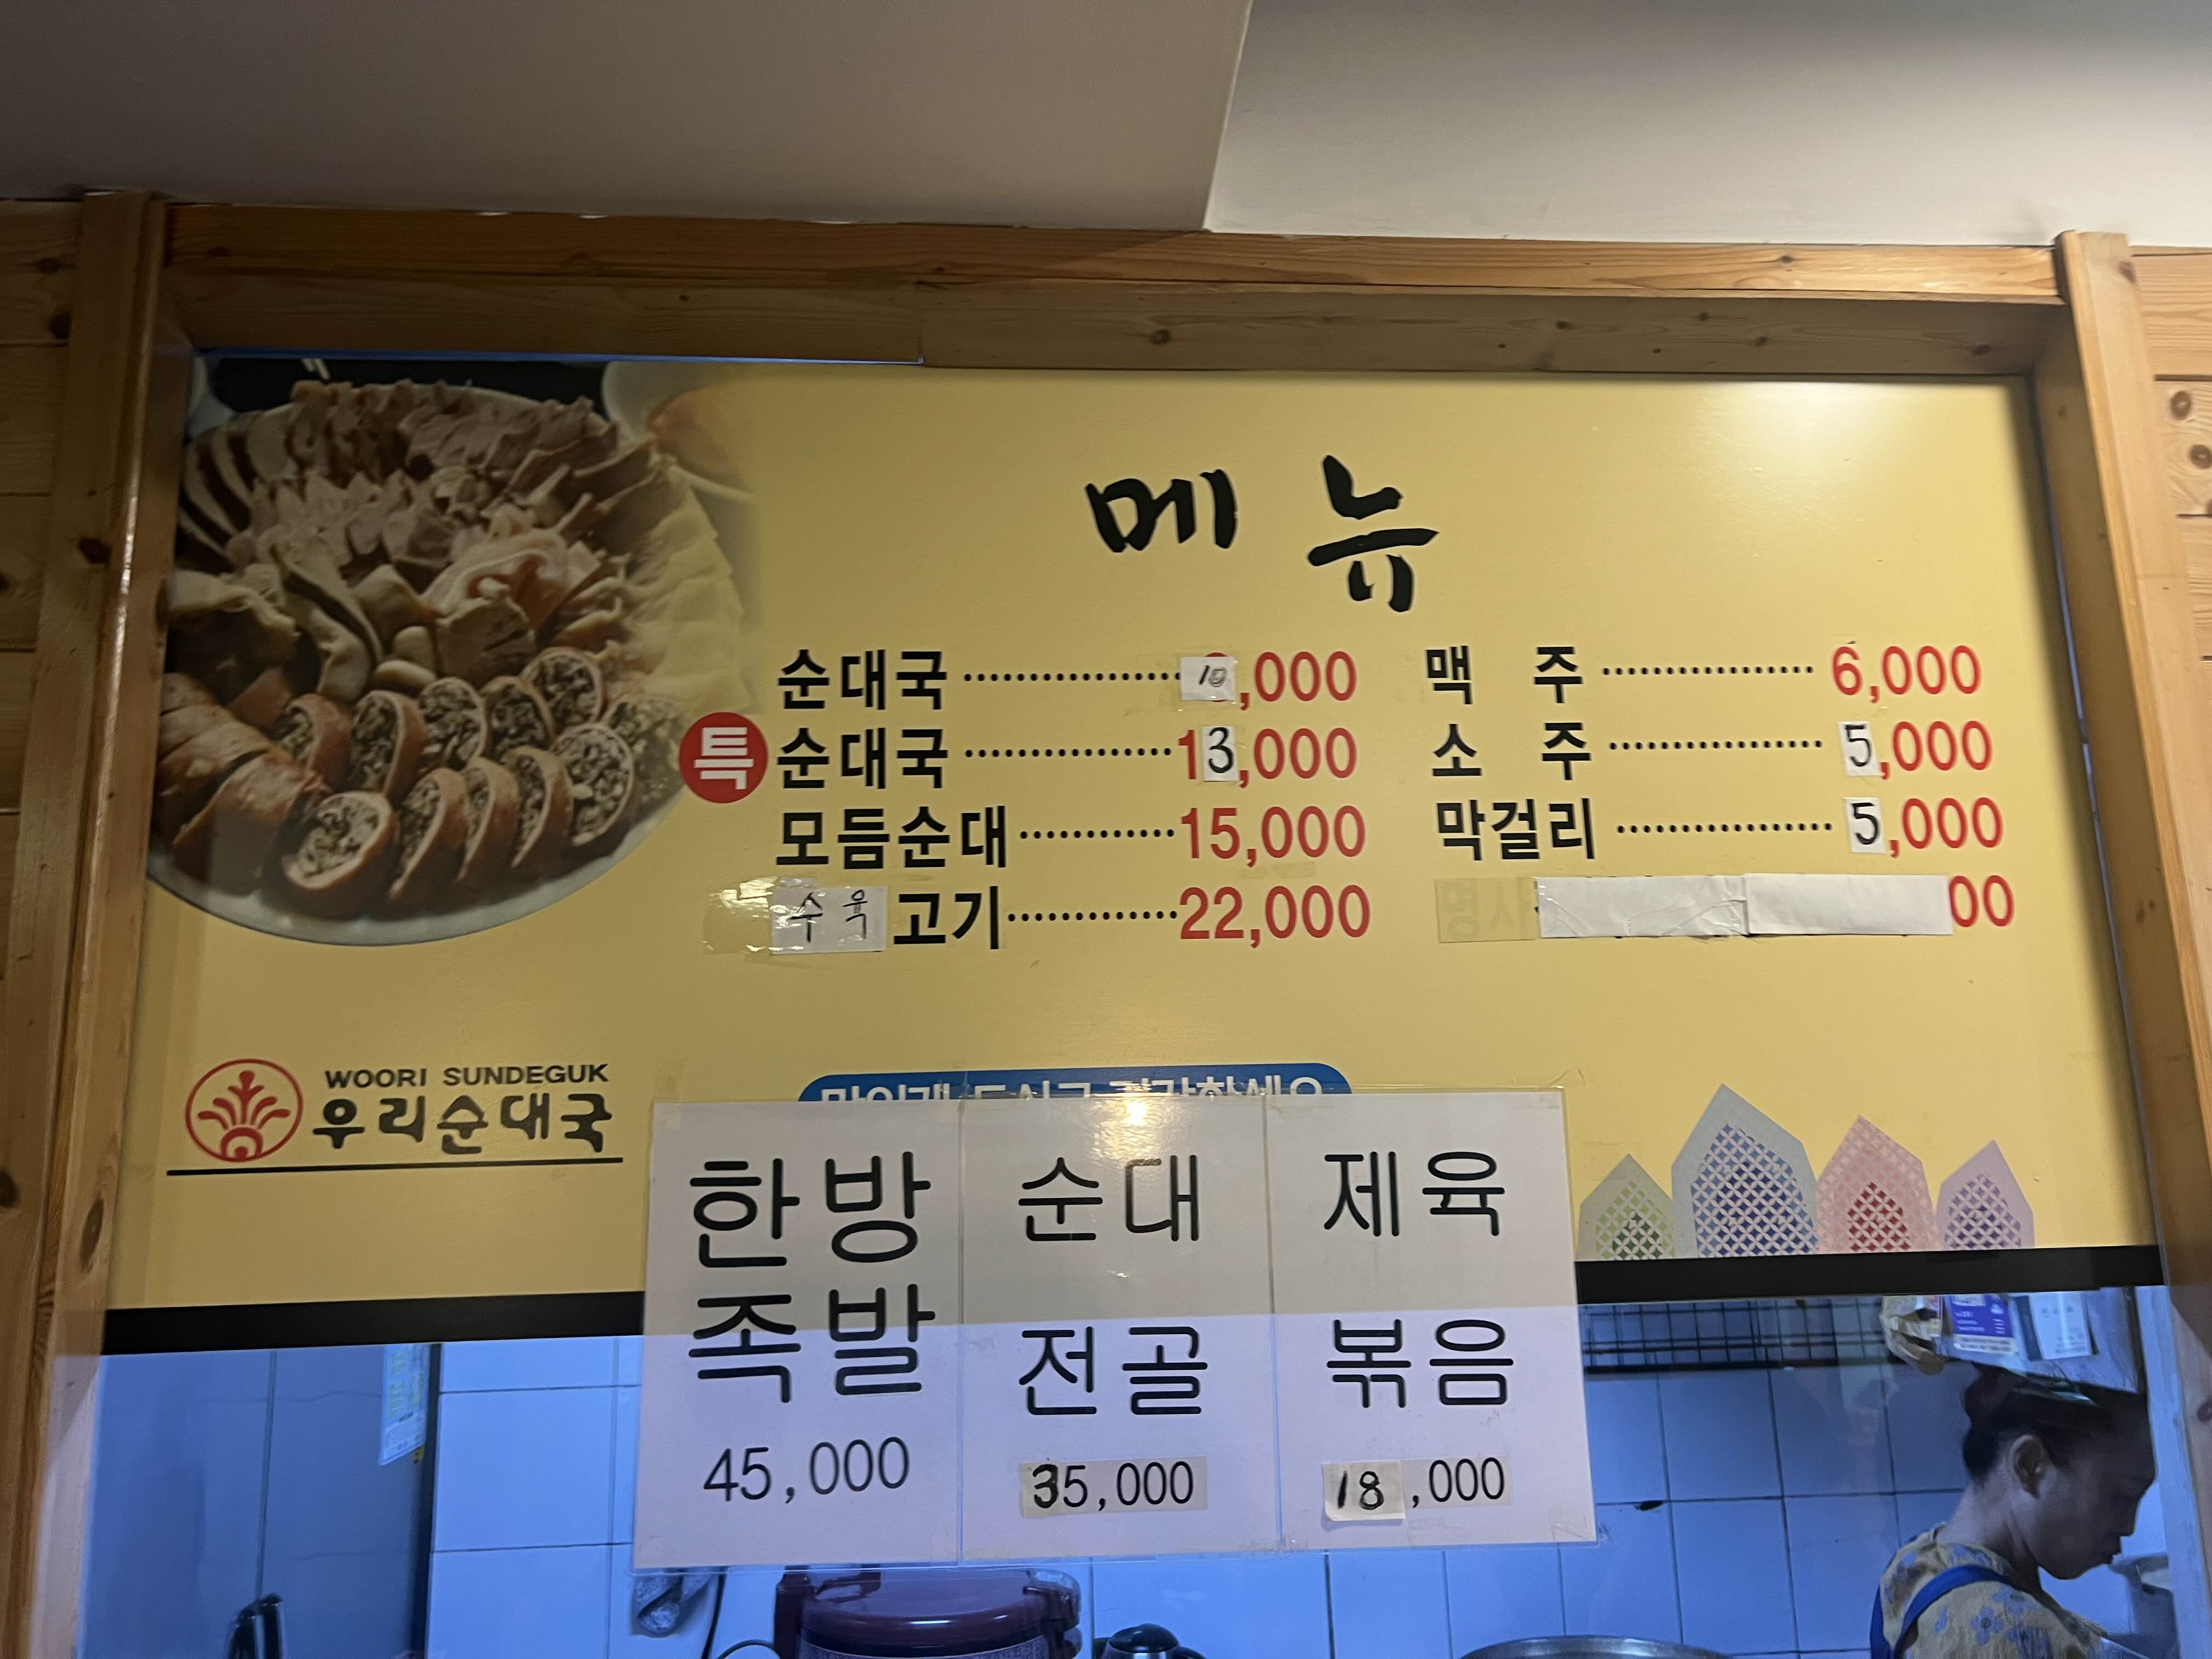 메뉴
순대국 10,000
특 순대국 13,000
모듬순대 15,000
수육 고기 22,000
맥주 6,000
소주 5,000
막걸리 5,000
00
WOORI SUNDEGUK
우리순대국
한방
족발
45,000
순대
전골
35,000
제육
볶음
18,000